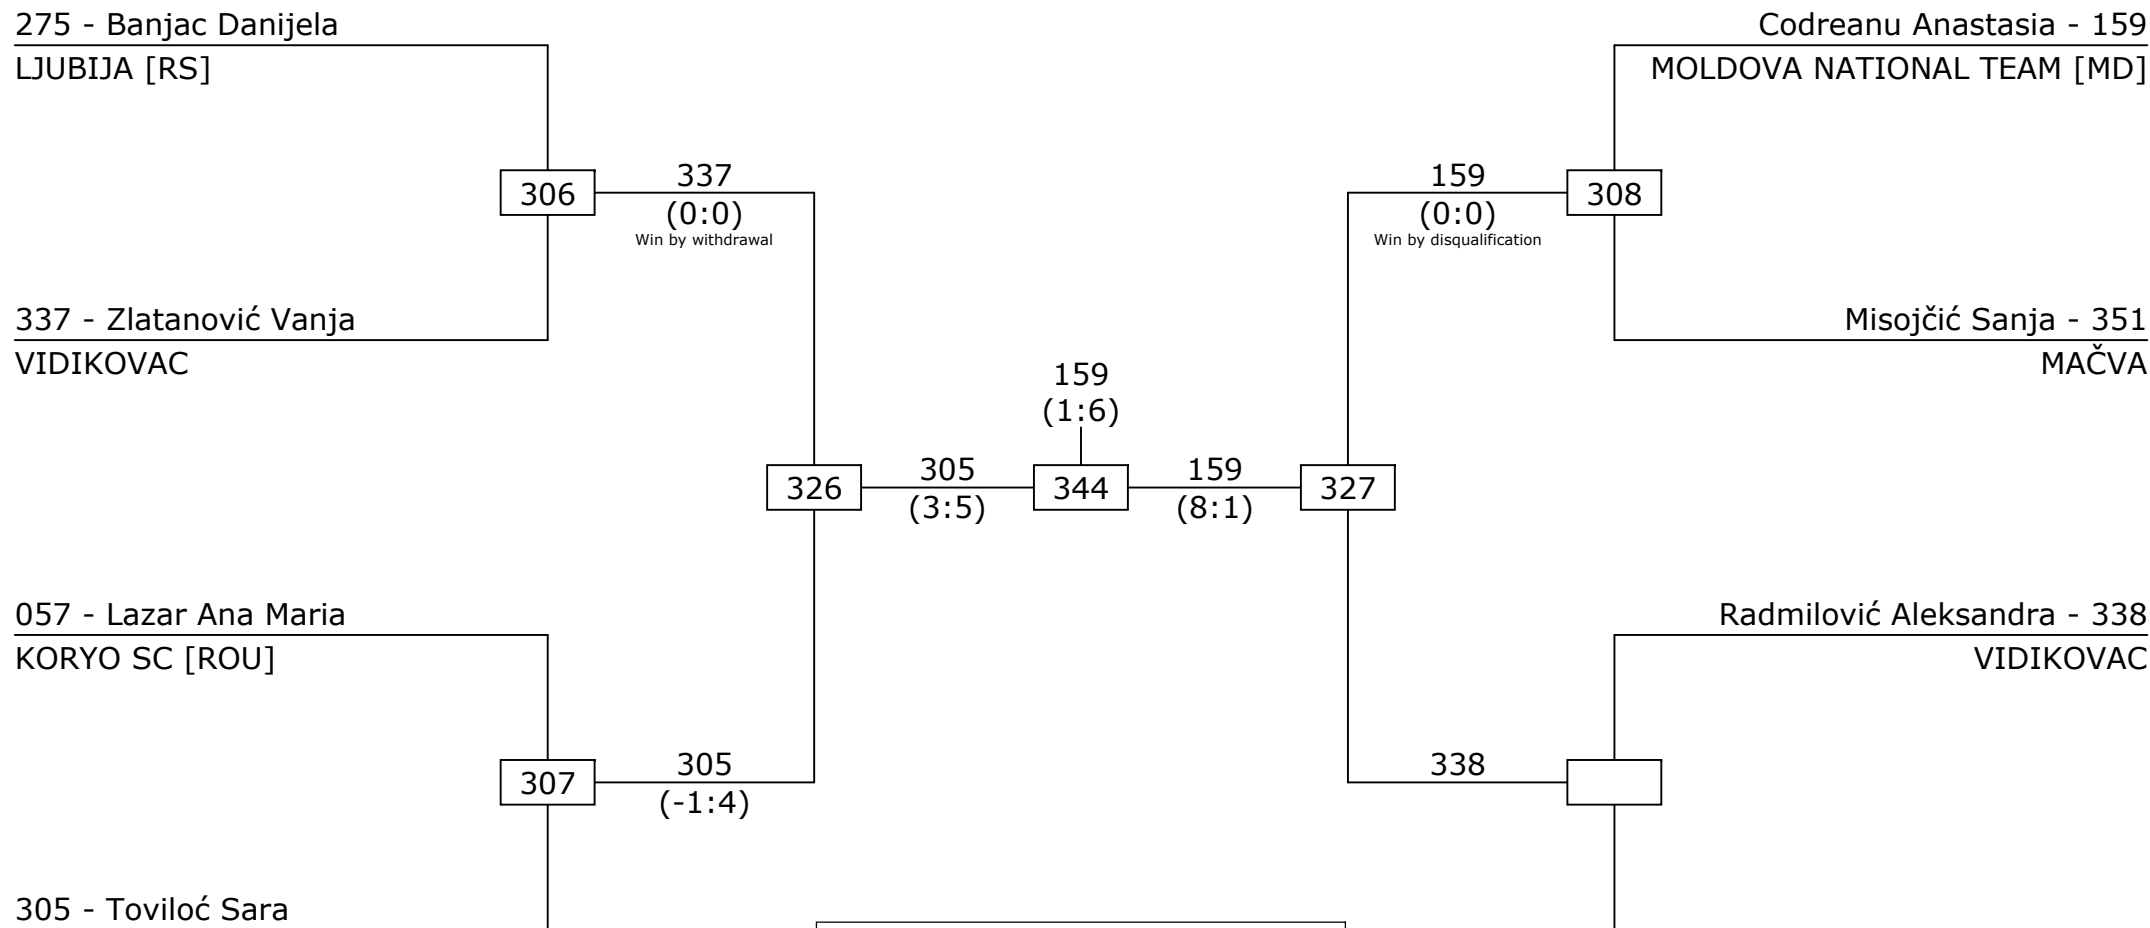 275 - Banjac Danijela
LJUBIJA [RS]
Codreanu Anastasia - 159
MOLDOVA NATIONAL TEAM [MD]
306
337
(0:0)
Win by withdrawal
159
(0:0)
Win by disqualification
308
337 - Zlatanović Vanja
VIDIKOVAC
Misojčić Sanja - 351
MAČVA
159
(1:6)
326
305
(3:5)
344
159
(8:1)
327
057 - Lazar Ana Maria
KORYO SC [ROU]
Radmilović Aleksandra - 338
VIDIKOVAC
307
305
(-1:4)
338
305 - Toviloć Sara